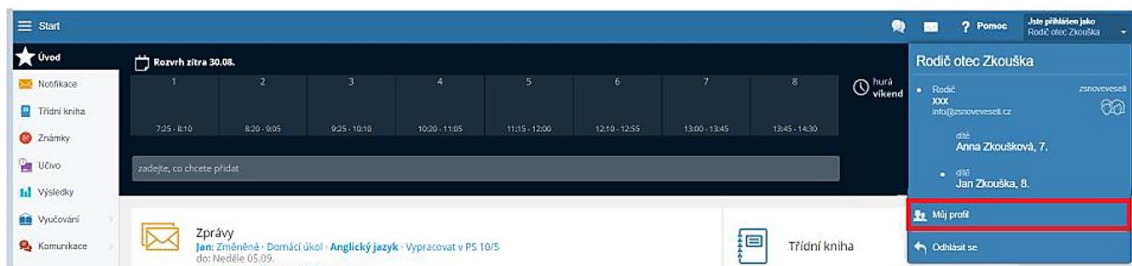 Start
? Pomoc
Jste přihlášen jako
Rodič otec Zkouška
Úvod
Notifikace
Třídní kniha
Známky
Učivo
Výsledky
Vyučování
Komunikace
Rozvrh zítra 30.08.
1 2 3 4 5 6 7 8
7:25 - 8:10 8:20 - 9:05 9:25 - 10:10 10:20 - 11:05 11:15 - 12:00 12:10 - 12:55 13:00 - 13:45 13:45 - 14:30
hurá
víkend
zadejte, co chcete přidat
Zprávy
Jan: Změněné - Domácí úkol - Anglický jazyk - Vypracovat v PS 10/5
do: Neděle 05.09.
Třídní kniha
Rodič otec Zkouška
Rodič zsnoveveseli
XXX
info@zsnoveveseli.cz
dítě
Anna Zkoušková, 7.
dítě
Jan Zkouška, 8.
Můj profil
Odhlásit se